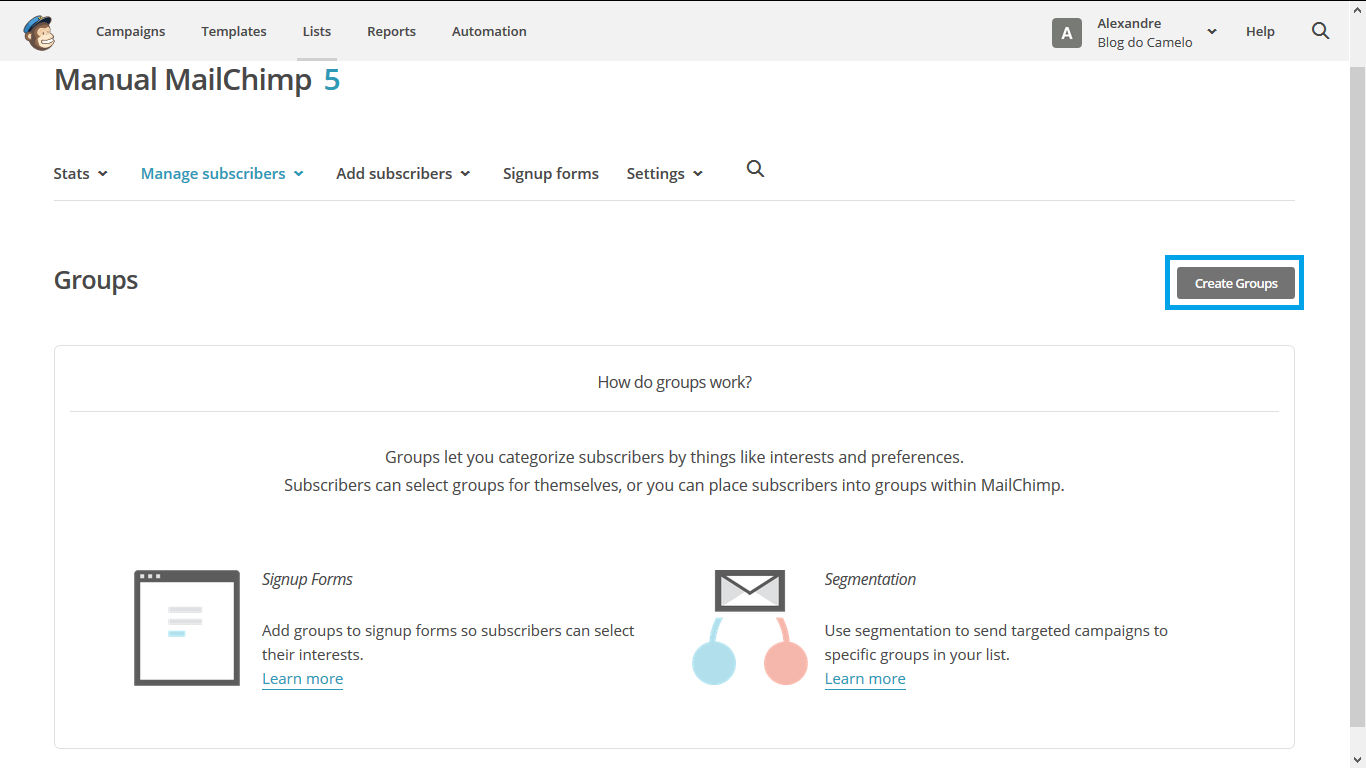 Campaigns Templates Lists Reports Automation
A Alexandre Help
Blog do Camelo
Manual MailChimp 5
Stats Manage subscribers Add subscribers Signup forms Settings
Groups
Create Groups
How do groups work?
Groups let you categorize subscribers by things like interests and preferences.
Subscribers can select groups for themselves, or you can place subscribers into groups within MailChimp.
Signup Forms
Add groups to signup forms so subscribers can select
their interests.
Learn more
Segmentation
Use segmentation to send targeted campaigns to
specific groups in your list.
Learn more